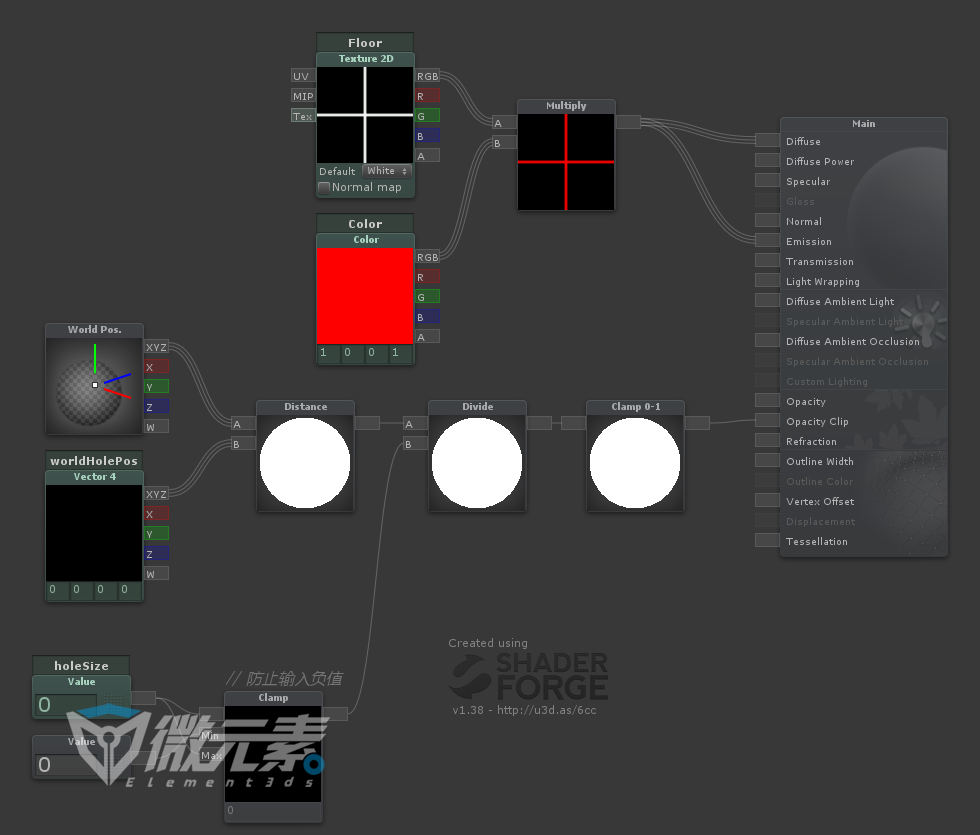 Floor
Texture 2D
UV
MIP
Tex
RGB
R
G
B
A
Default White
Normal map
Color
Color
RGB
R
G
B
A
1 0 0 1
Multiply
A
B
Main
Diffuse
Diffuse Power
Specular
Gloss
Normal
Emission
Transmission
Light Wrapping
Diffuse Ambient Light
Specular Ambient Light
Diffuse Ambient Occlusion
Specular Ambient Occlusion
Custom Lighting
Opacity
Opacity Clip
Refraction
Outline Width
Outline Color
Vertex Offset
Displacement
Tessellation
World Pos.
XYZ
X
Y
Z
W
worldHolePos
Vector 4
XYZ
X
Y
Z
W
0 0 0 0
Distance
A
B
Divide
A
B
Clamp 0-1
holeSize
Value
0
Value
0
// 防止输入负值
Clamp
Min
Max
0
Created using
SHADER
FORGE
v1.38 - http://u3d.as/6cc
微元素
Element3ds